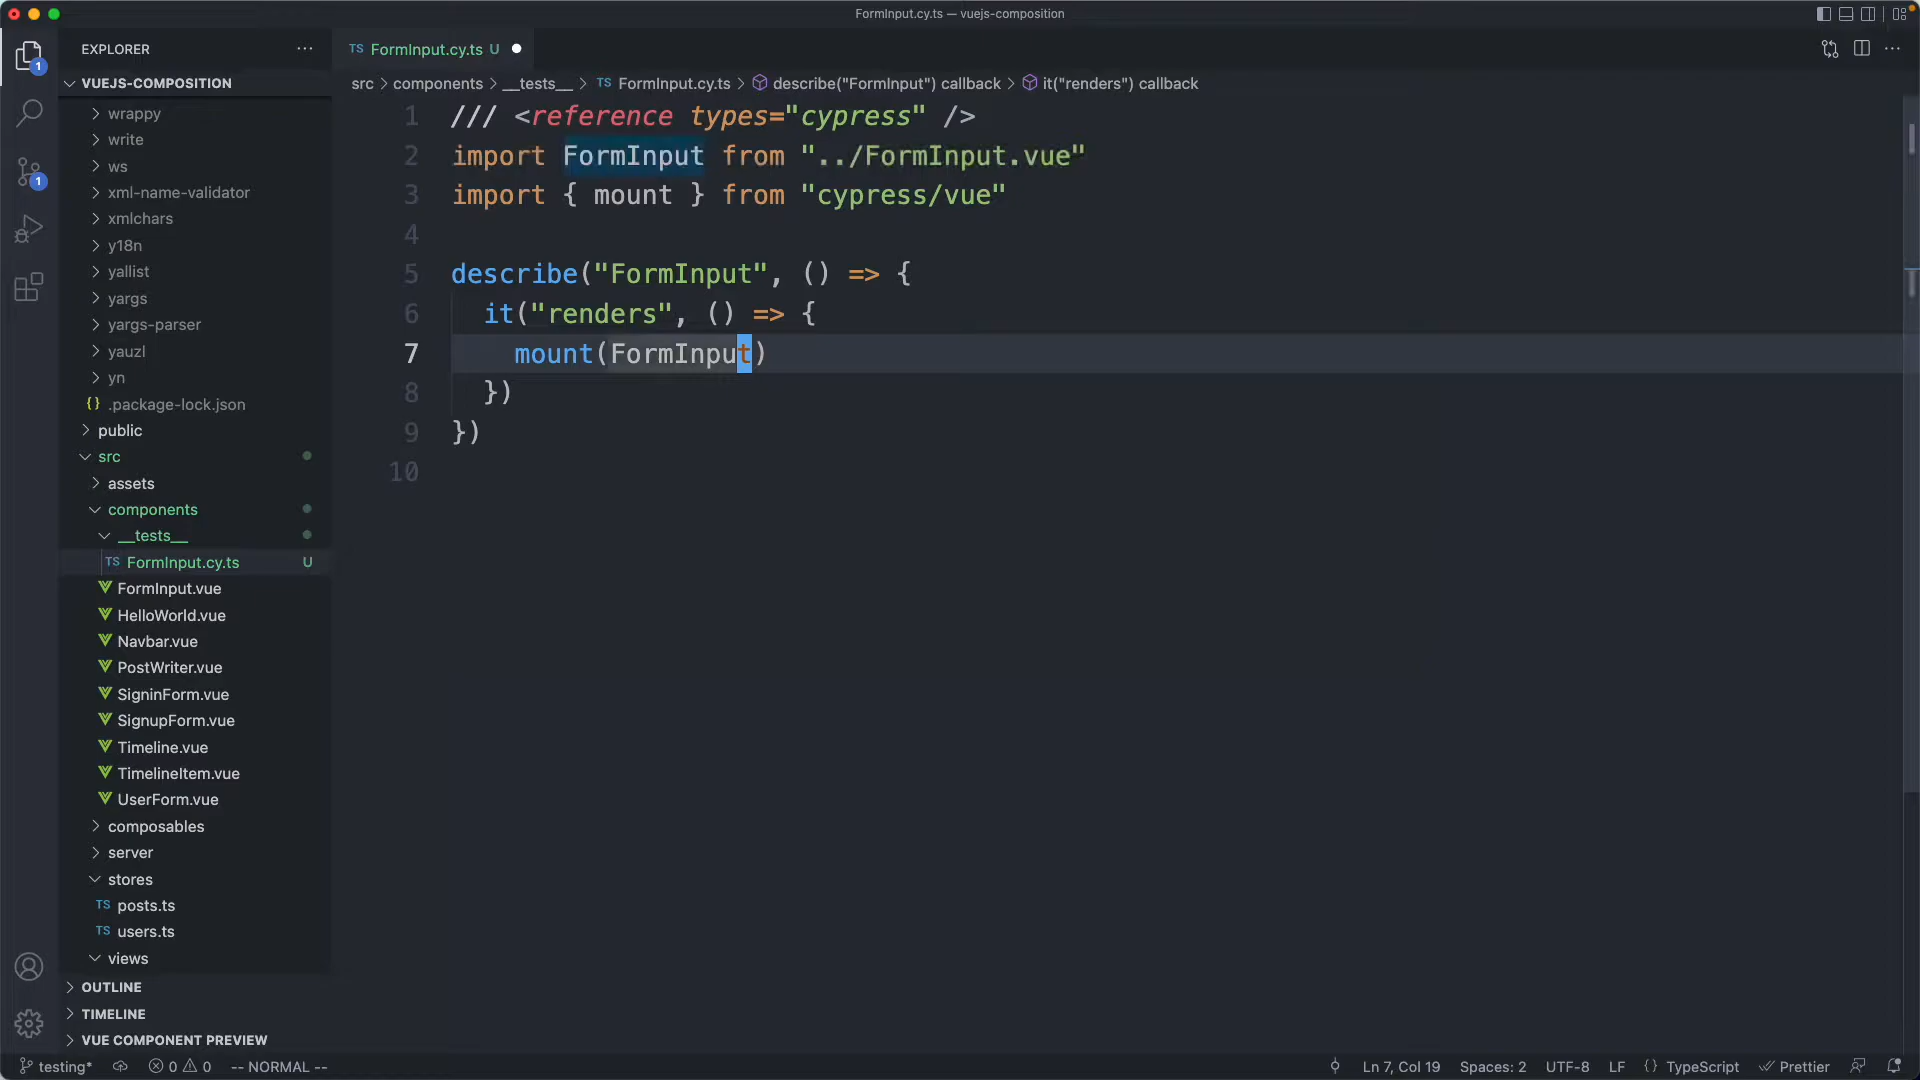 FormInput.cy.ts — vuejs-composition
EXPLORER
TS FormInput.cy.ts U
1
VUEJS-COMPOSITION
src > components > __tests__ > TS FormInput.cy.ts > describe("FormInput") callback > it("renders") callback
wrappy
write
ws
xml-name-validator
xmlchars
y18n
yallist
yargs
yargs-parser
yauzl
yn
{} .package-lock.json
public
src
assets
components
__tests__
TS FormInput.cy.ts U
FormInput.vue
HelloWorld.vue
Navbar.vue
PostWriter.vue
SigninForm.vue
SignupForm.vue
Timeline.vue
TimelineItem.vue
UserForm.vue
composables
server
stores
TS posts.ts
TS users.ts
views
OUTLINE
TIMELINE
VUE COMPONENT PREVIEW
1
1 /// <reference types="cypress" />
2 import FormInput from "../FormInput.vue"
3 import { mount } from "cypress/vue"
4
5 describe("FormInput", () => {
6 it("renders", () => {
7 mount(FormInput)
8 })
9 })
10
testing* 0 0 -- NORMAL -- Ln 7, Col 19 Spaces: 2 UTF-8 LF {} TypeScript Prettier